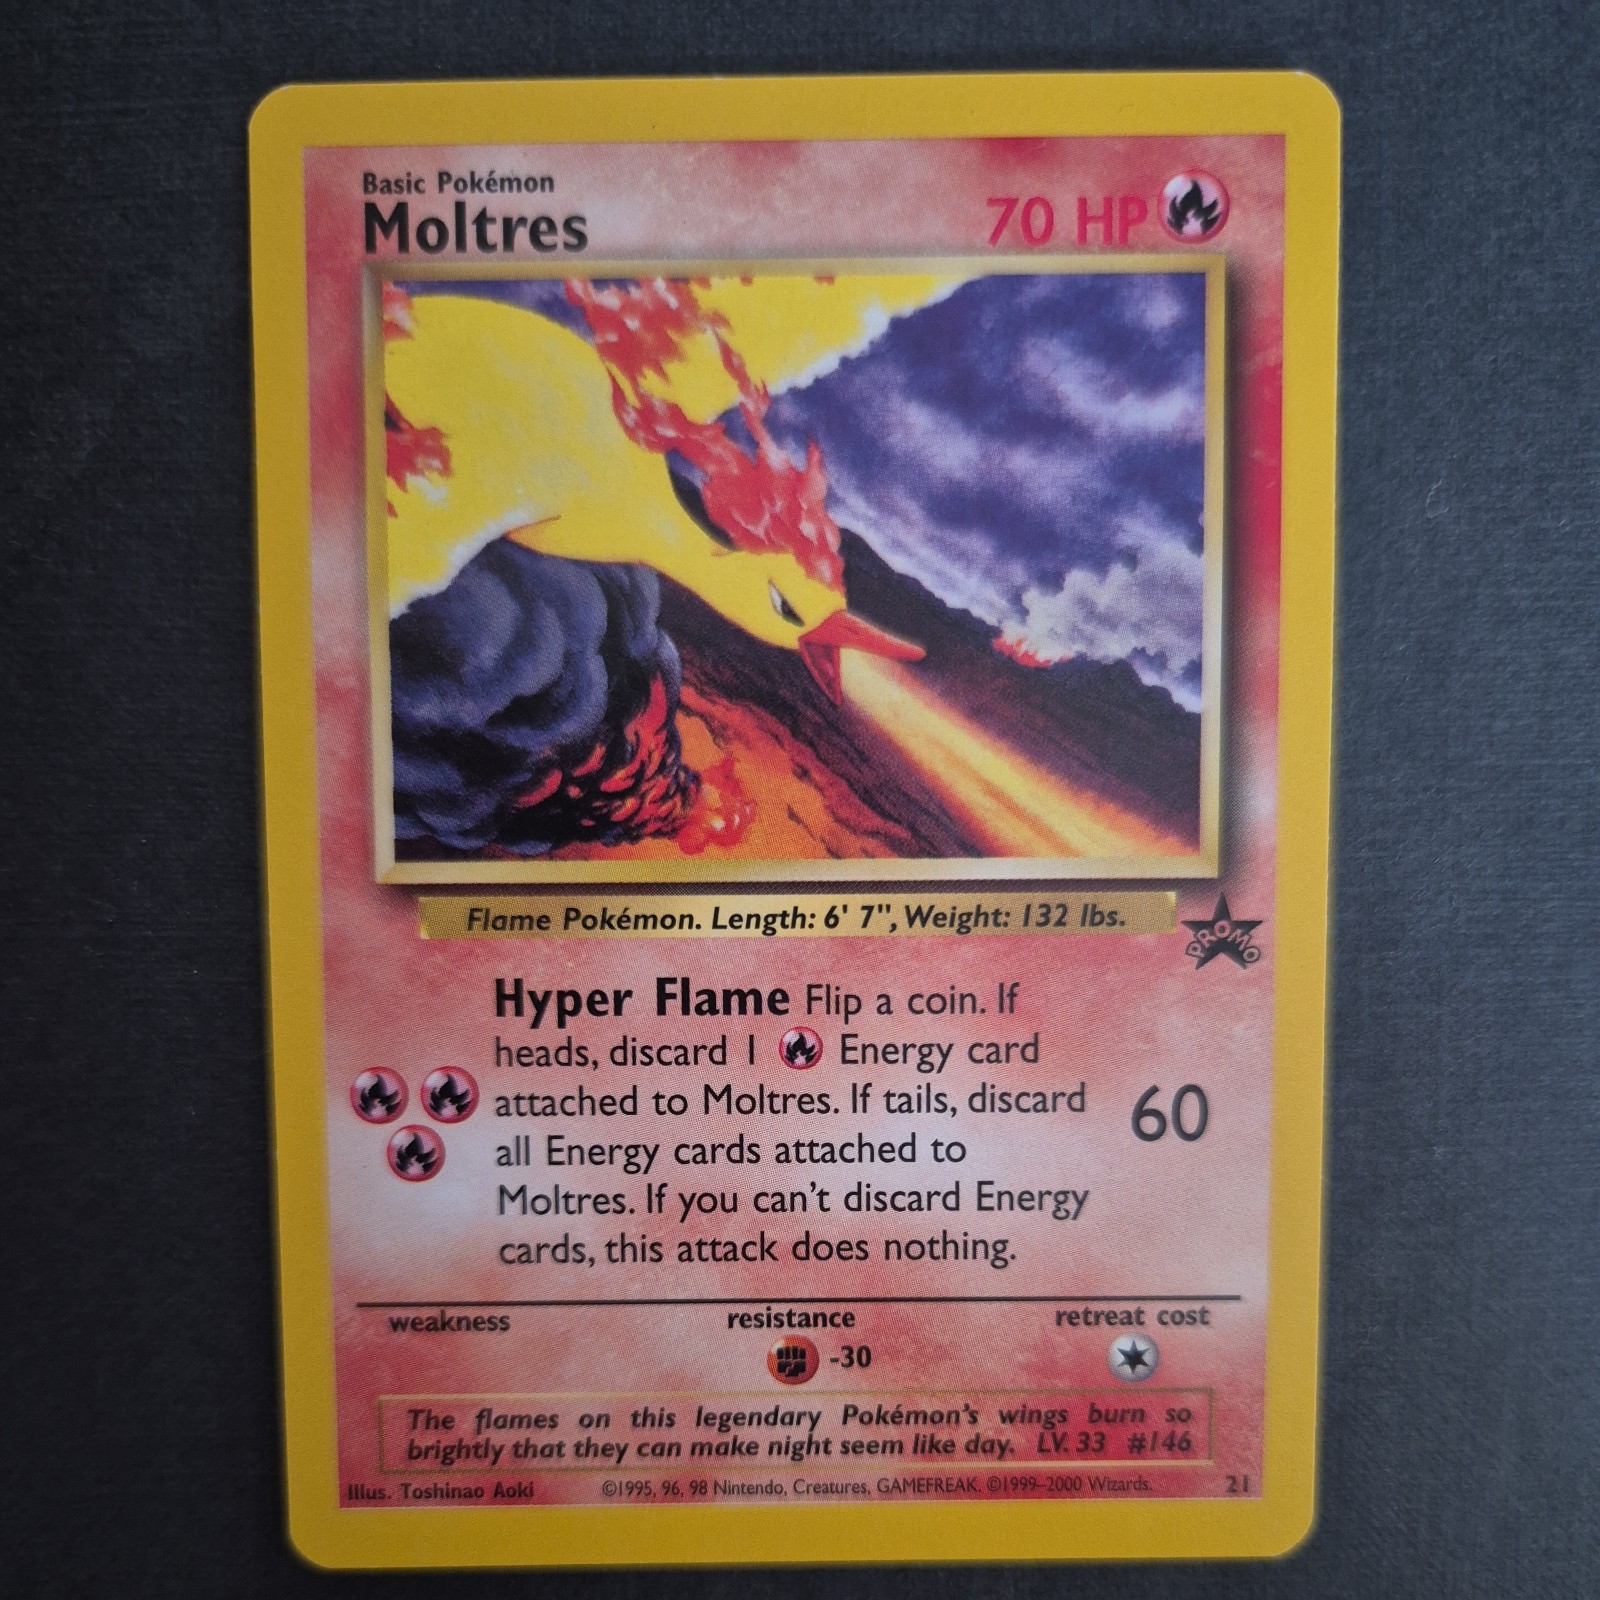 Basic Pokémon
Moltres
70 HP
Flame Pokémon. Length: 6' 7", Weight: 132 lbs.
PROMO
Hyper Flame Flip a coin. If
heads, discard 1 Energy card
attached to Moltres. If tails, discard
all Energy cards attached to
Moltres. If you can't discard Energy
cards, this attack does nothing.
60
weakness resistance retreat cost
-30
The flames on this legendary Pokémon's wings burn so
brightly that they can make night seem like day. LV. 33 #146
Illus. Toshinao Aoki ©1995, 96, 98 Nintendo, Creatures, GAMEFREAK. ©1999–2000 Wizards. 21